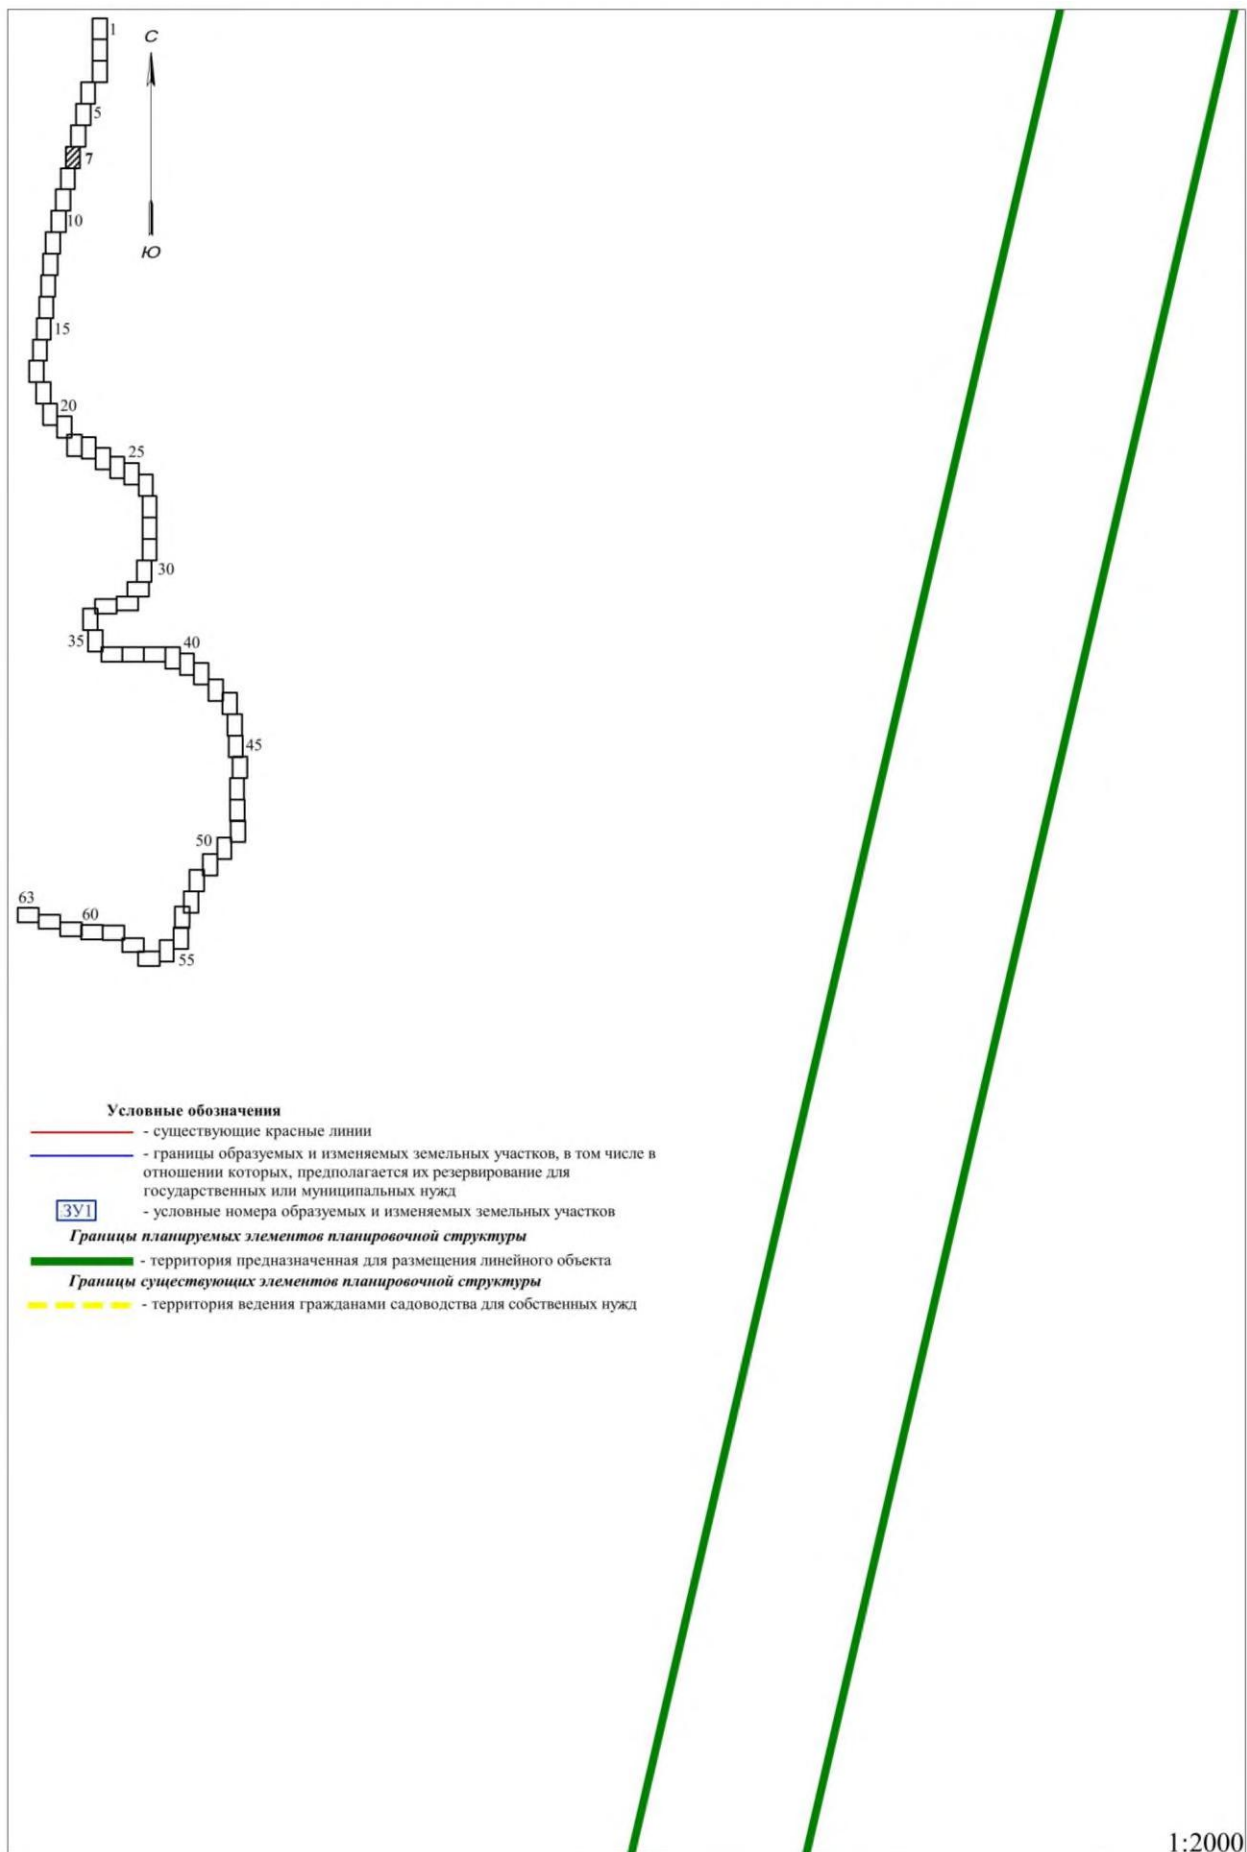 1
С
5
7
10
Ю
15
20
25
30
35
40
45
50
63
60
55
Условные обозначения
- существующие красные линии
- границы образуемых и изменяемых земельных участков, в том числе в
отношении которых, предполагается их резервирование для
государственных или муниципальных нужд
:ЗУ1 - условные номера образуемых и изменяемых земельных участков
Границы планируемых элементов планировочной структуры
- территория предназначенная для размещения линейного объекта
Границы существующих элементов планировочной структуры
- территория ведения гражданами садоводства для собственных нужд
1:2000